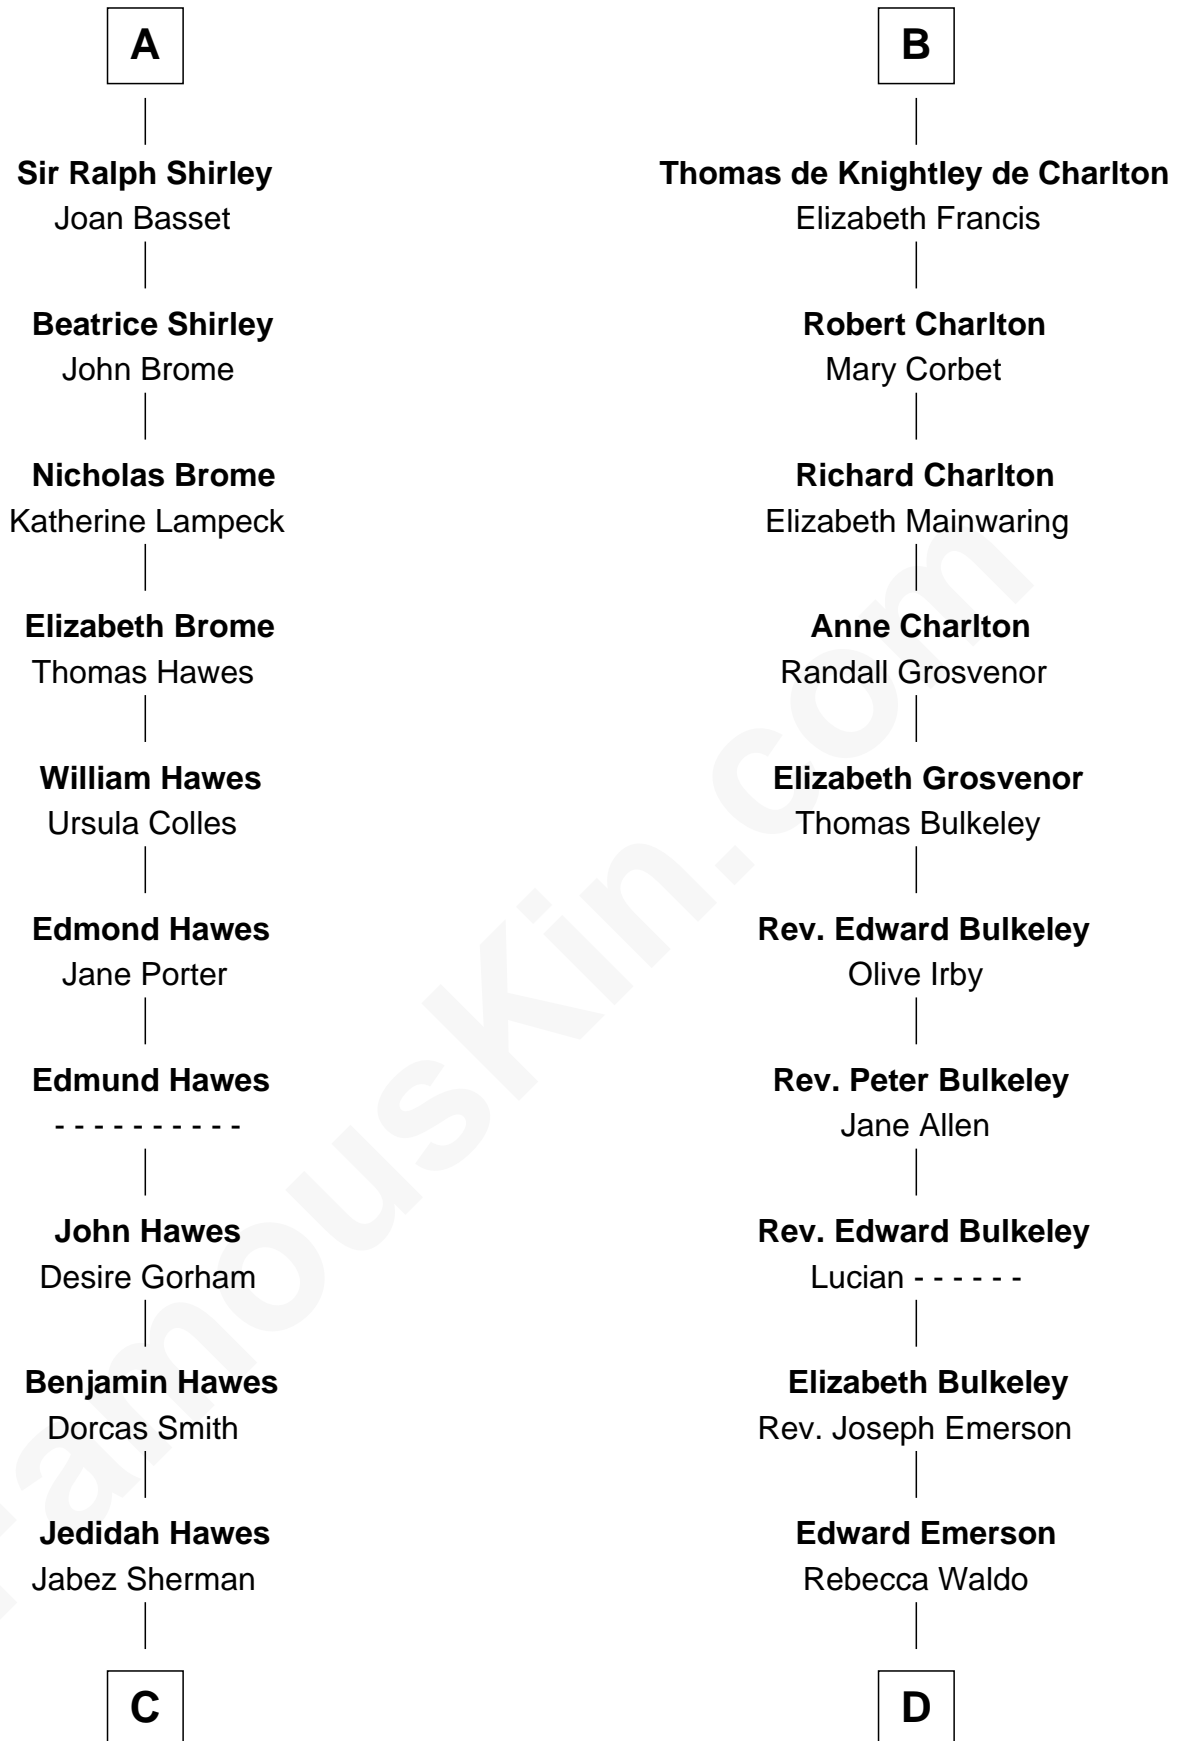 A
Sir Ralph Shirley
Joan Basset
Beatrice Shirley
John Brome
Nicholas Brome
Katherine Lampeck
Elizabeth Brome
Thomas Hawes
William Hawes
Ursula Colles
Edmond Hawes
Jane Porter
Edmund Hawes
- - - - - - - - - -
John Hawes
Desire Gorham
Benjamin Hawes
Dorcas Smith
Jedidah Hawes
Jabez Sherman
C
B
Thomas de Knightley de Charlton
Elizabeth Francis
Robert Charlton
Mary Corbet
Richard Charlton
Elizabeth Mainwaring
Anne Charlton
Randall Grosvenor
Elizabeth Grosvenor
Thomas Bulkeley
Rev. Edward Bulkeley
Olive Irby
Rev. Peter Bulkeley
Jane Allen
Rev. Edward Bulkeley
Lucian - - - - - -
Elizabeth Bulkeley
Rev. Joseph Emerson
Edward Emerson
Rebecca Waldo
D
FamousKin.com